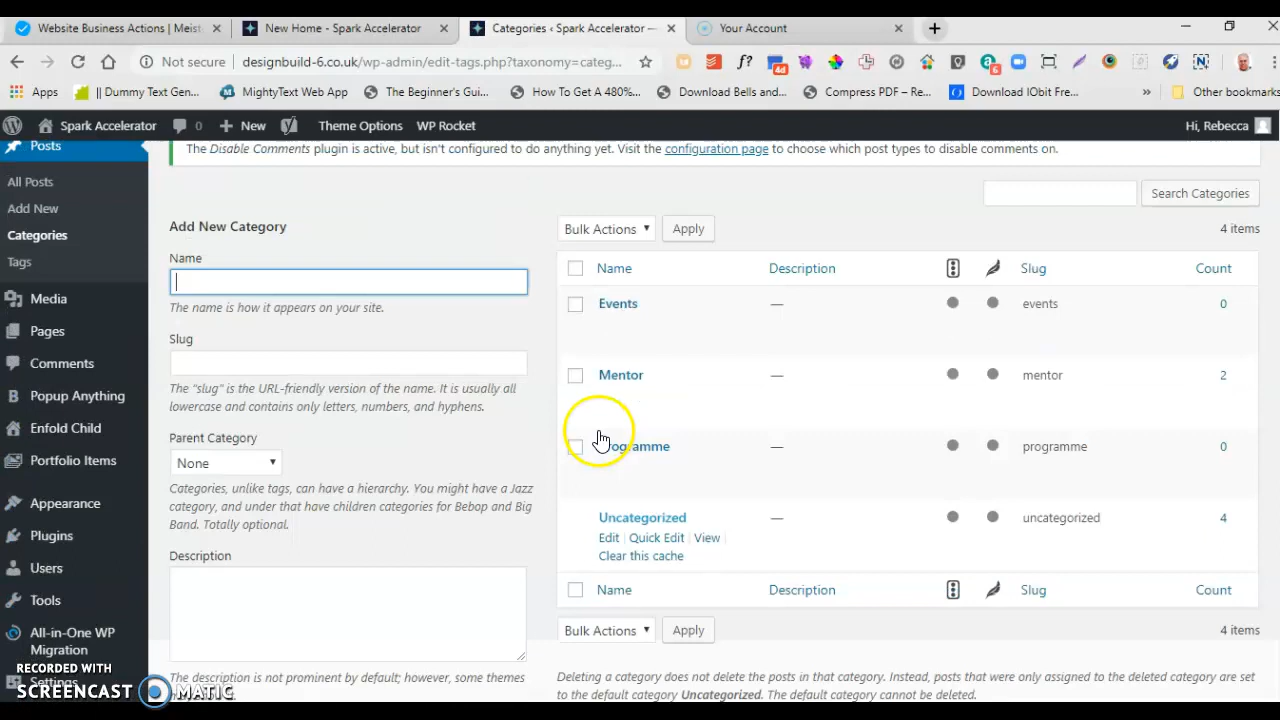 Website Business Actions | Meist
New Home - Spark Accelerator
Categories ‹ Spark Accelerator —
Your Account
Not secure
designbuild-6.co.uk/wp-admin/edit-tags.php?taxonomy=categ...
f?
4d
6
Apps
|| Dummy Text Gen...
MightyText Web App
The Beginner's Gui...
How To Get A 480%...
Download Bells and...
Compress PDF – Re...
Download IObit Fre...
»
Other bookmarks
Spark Accelerator
0
New
Theme Options
WP Rocket
Hi, Rebecca
Posts
All Posts
Add New
Categories
Tags
Media
Pages
Comments
Popup Anything
Enfold Child
Portfolio Items
Appearance
Plugins
Users
Tools
All-in-One WP
Migration
Settings
The Disable Comments plugin is active, but isn't configured to do anything yet. Visit the configuration page to choose which post types to disable comments on.
Search Categories
Add New Category
Name
The name is how it appears on your site.
Slug
The "slug" is the URL-friendly version of the name. It is usually all
lowercase and contains only letters, numbers, and hyphens.
Parent Category
None
Categories, unlike tags, can have a hierarchy. You might have a Jazz
category, and under that have children categories for Bebop and Big
Band. Totally optional.
Description
The description is not prominent by default; however, some themes
Bulk Actions
Apply
4 items
Name Description Slug Count
Events — events 0
Mentor — mentor 2
Programme — programme 0
Uncategorized — uncategorized 4
Edit | Quick Edit | View |
Clear this cache
Name Description Slug Count
Bulk Actions
Apply
4 items
Deleting a category does not delete the posts in that category. Instead, posts that were only assigned to the deleted category are set
to the default category Uncategorized. The default category cannot be deleted.
RECORDED WITH
SCREENCAST MATIC